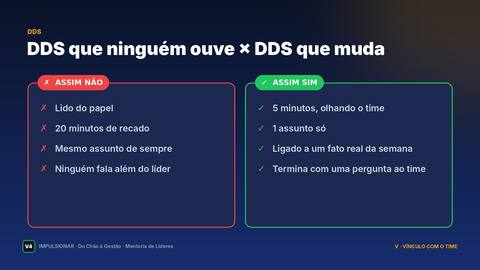 DDS
DDS que ninguém ouve × DDS que muda
✗ ASSIM NÃO
✗ Lido do papel
✗ 20 minutos de recado
✗ Mesmo assunto de sempre
✗ Ninguém fala além do líder
✓ ASSIM SIM
✓ 5 minutos, olhando o time
✓ 1 assunto só
✓ Ligado a um fato real da semana
✓ Termina com uma pergunta ao time
V4 IMPULSIONAR · Do Chão à Gestão · Mentoria de Líderes
V · VÍNCULO COM O TIME